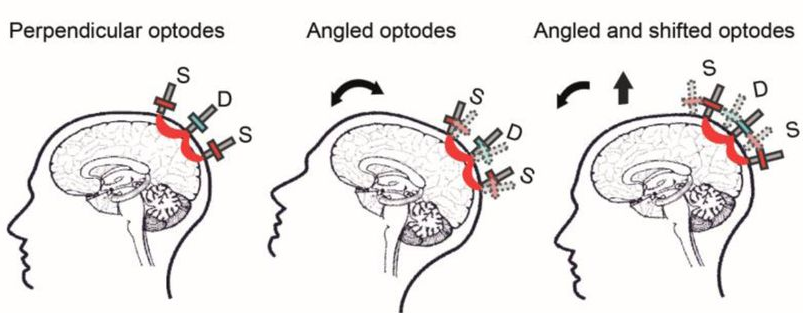 Perpendicular optodes
Angled optodes
Angled and shifted optodes
S
D
S
S
D
S
S
D
S